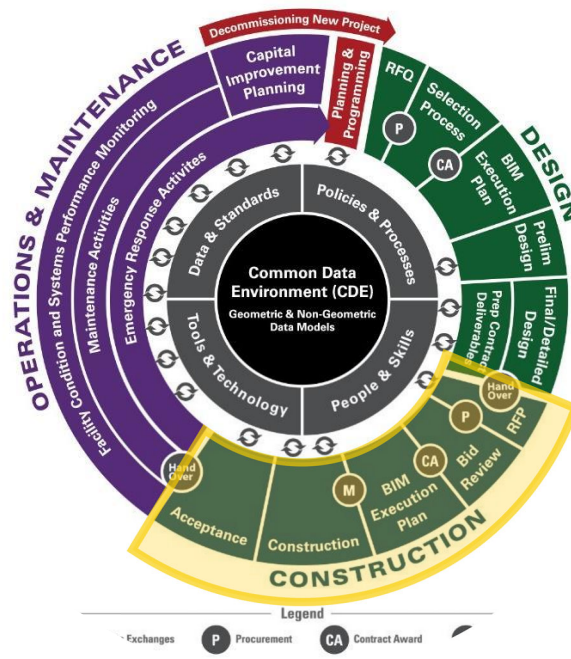 Decommissioning New Project
OPERATIONS & MAINTENANCE
Facility Condition and Systems Performance Monitoring
Maintenance Activities
Emergency Response Activites
Capital
Improvement
Planning
Planning &
Programming
DESIGN
RFQ
P
Selection
Process
CA
BIM
Execution
Plan
Prelim
Design
Final/Detailed
Design
Prep Contract
Deliverables
Hand
Over
Data & Standards
Policies & Processes
Tools & Technology
People & Skills
Common Data
Environment (CDE)
Geometric & Non-Geometric
Data Models
CONSTRUCTION
RFP
P
Bid
Review
CA
BIM
Execution
Plan
M
Construction
Acceptance
Hand
Over
Legend
Exchanges
P Procurement
CA Contract Award